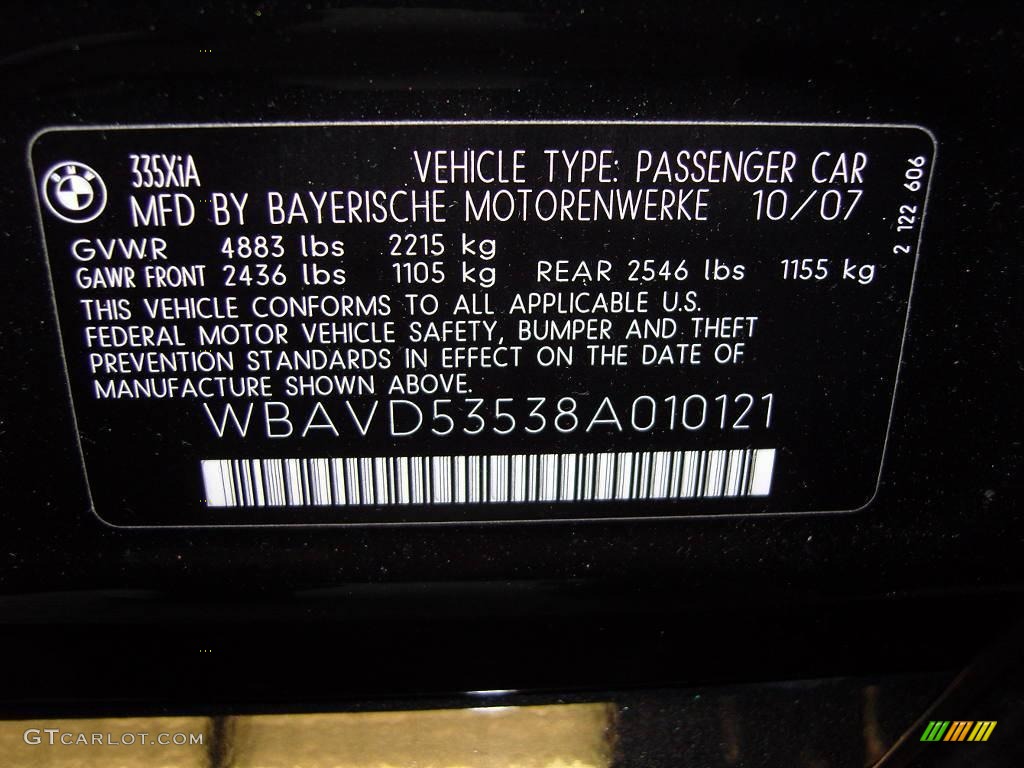 335XiA VEHICLE TYPE: PASSENGER CAR
MFD BY BAYERISCHE MOTORENWERKE 10/07
GVWR 4883 lbs 2215 kg
GAWR FRONT 2436 lbs 1105 kg REAR 2546 lbs 1155 kg
THIS VEHICLE CONFORMS TO ALL APPLICABLE U.S.
FEDERAL MOTOR VEHICLE SAFETY, BUMPER AND THEFT
PREVENTION STANDARDS IN EFFECT ON THE DATE OF
MANUFACTURE SHOWN ABOVE.
WBAVD53538A010121
2 122 606
BMW
GTCARLOT.COM